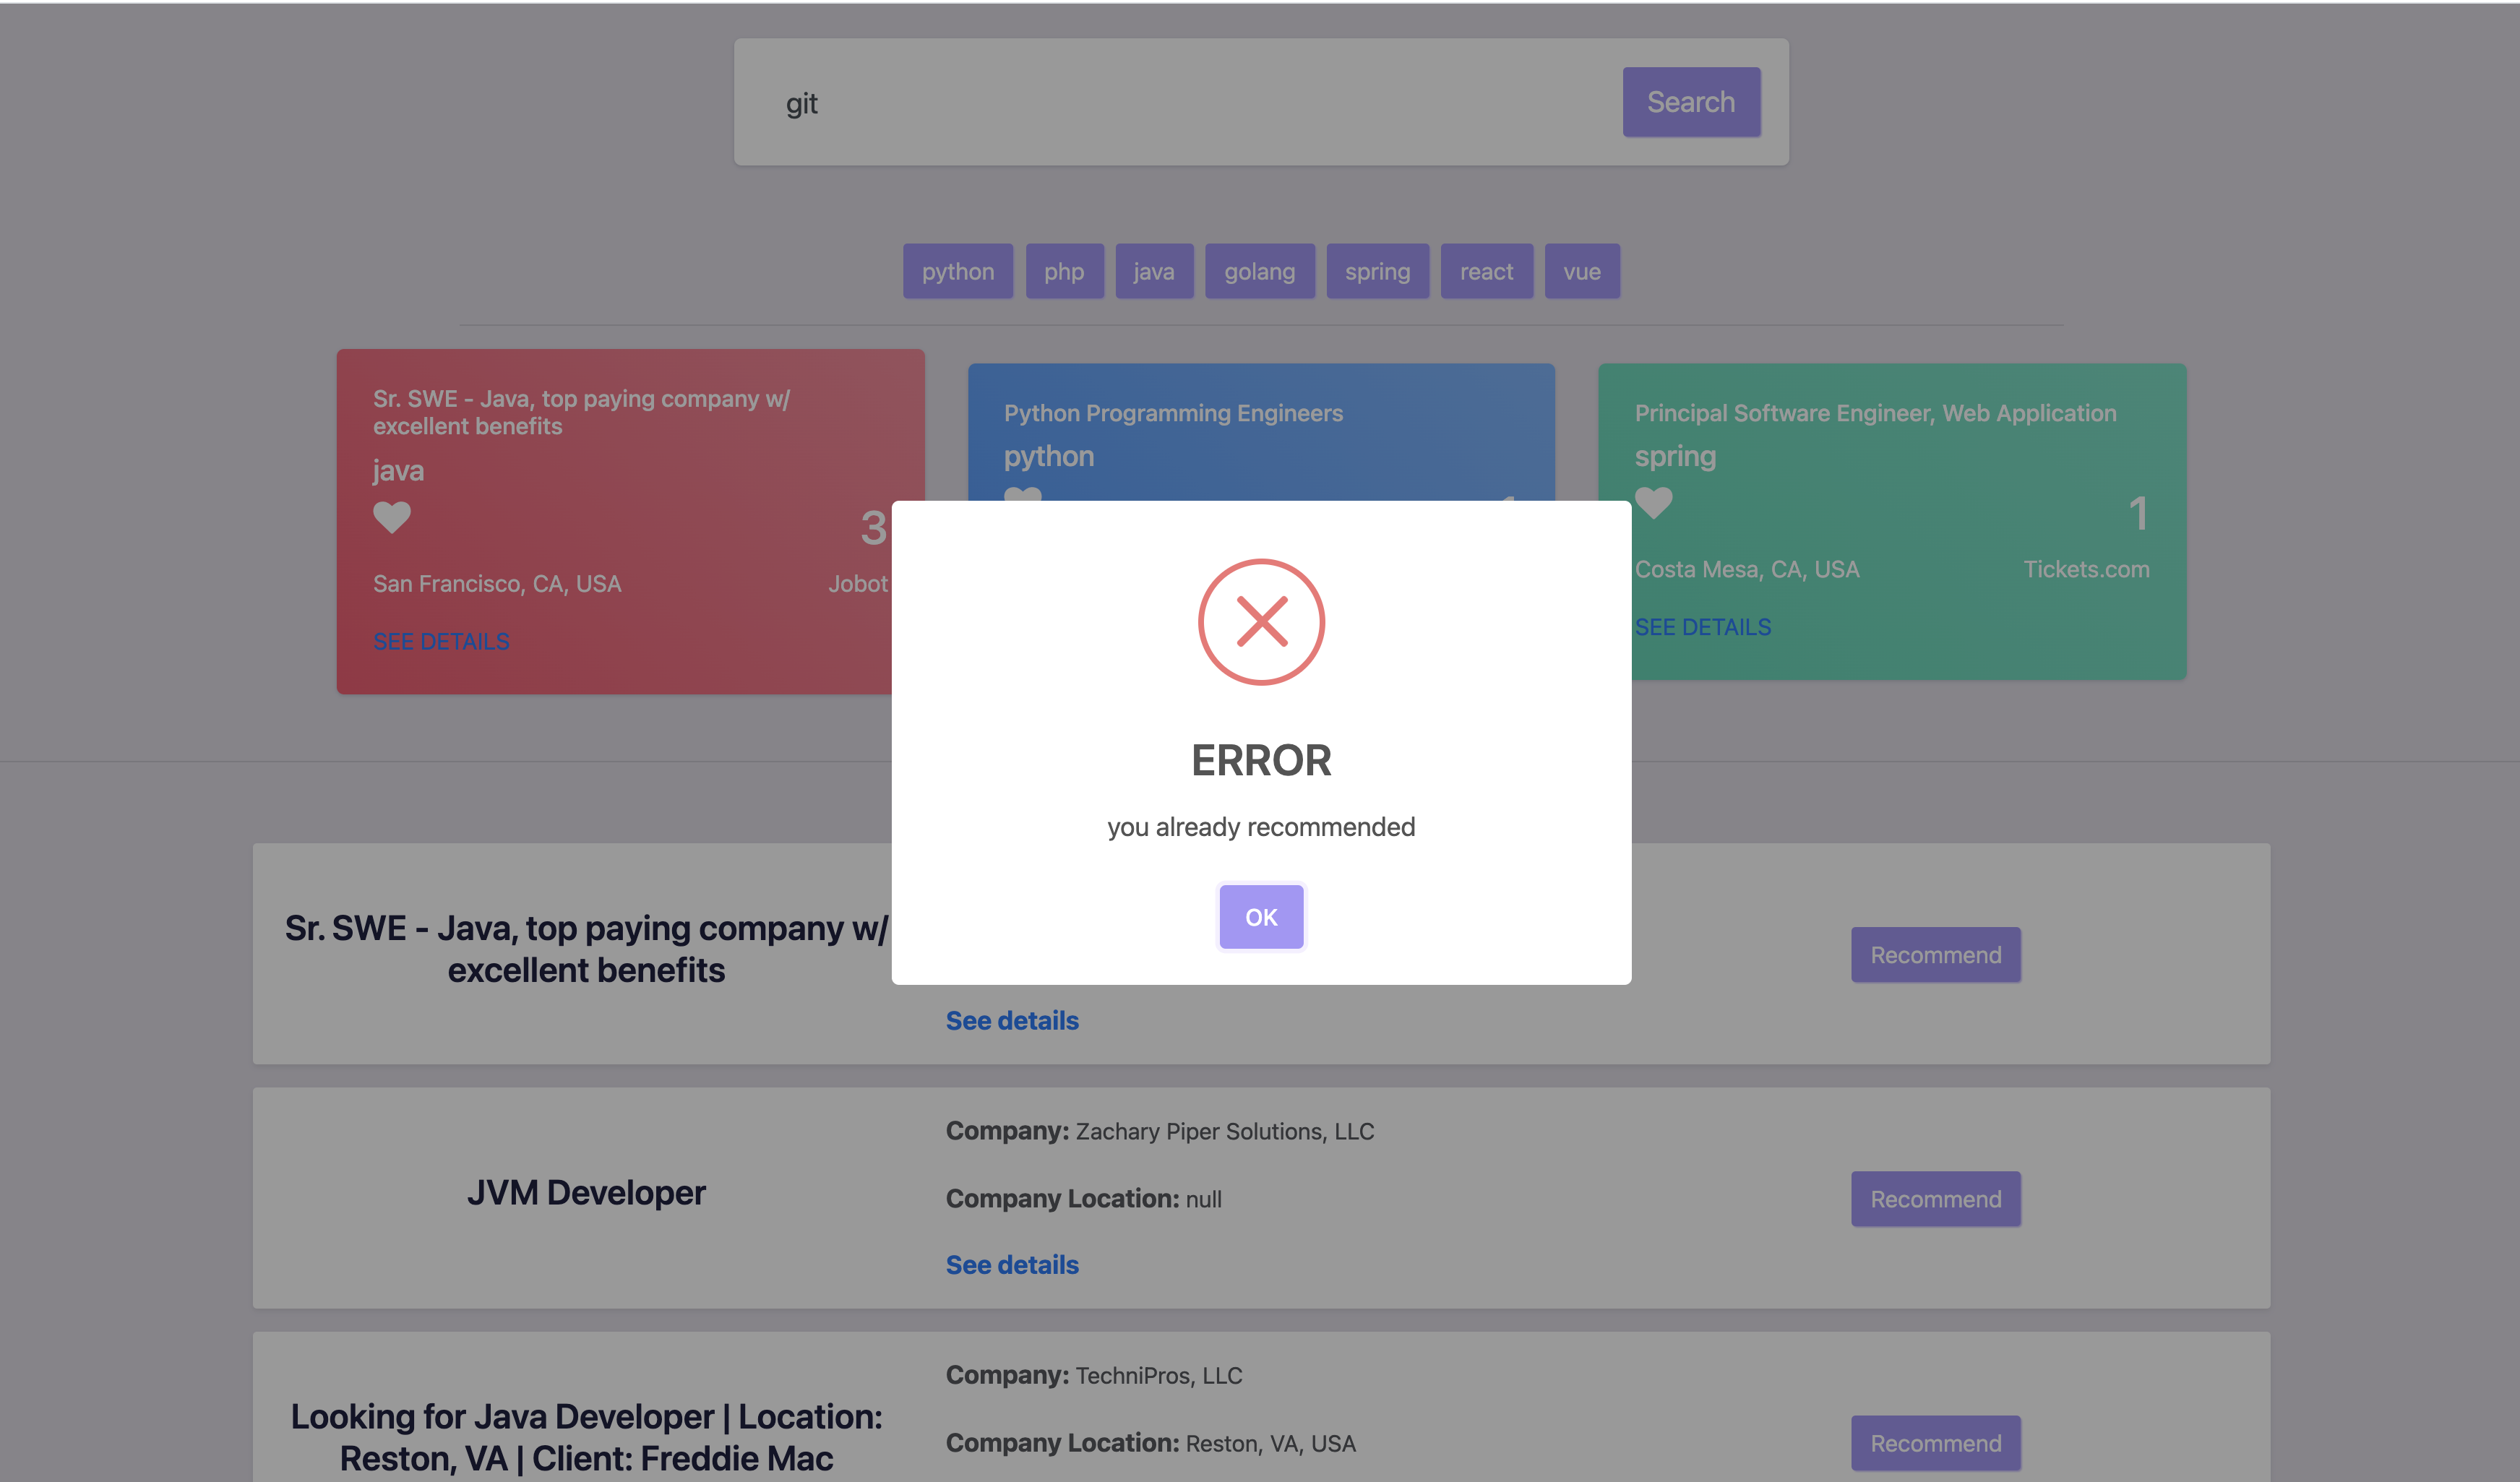 git
Search
python
php
java
golang
spring
react
vue
Sr. SWE - Java, top paying company w/
excellent benefits
java
3
San Francisco, CA, USA
Jobot
SEE DETAILS
Python Programming Engineers
python
Principal Software Engineer, Web Application
spring
1
Costa Mesa, CA, USA
Tickets.com
SEE DETAILS
ERROR
you already recommended
OK
Sr. SWE - Java, top paying company w/
excellent benefits
See details
Recommend
JVM Developer
Company: Zachary Piper Solutions, LLC
Company Location: null
See details
Recommend
Looking for Java Developer | Location:
Reston, VA | Client: Freddie Mac
Company: TechniPros, LLC
Company Location: Reston, VA, USA
Recommend